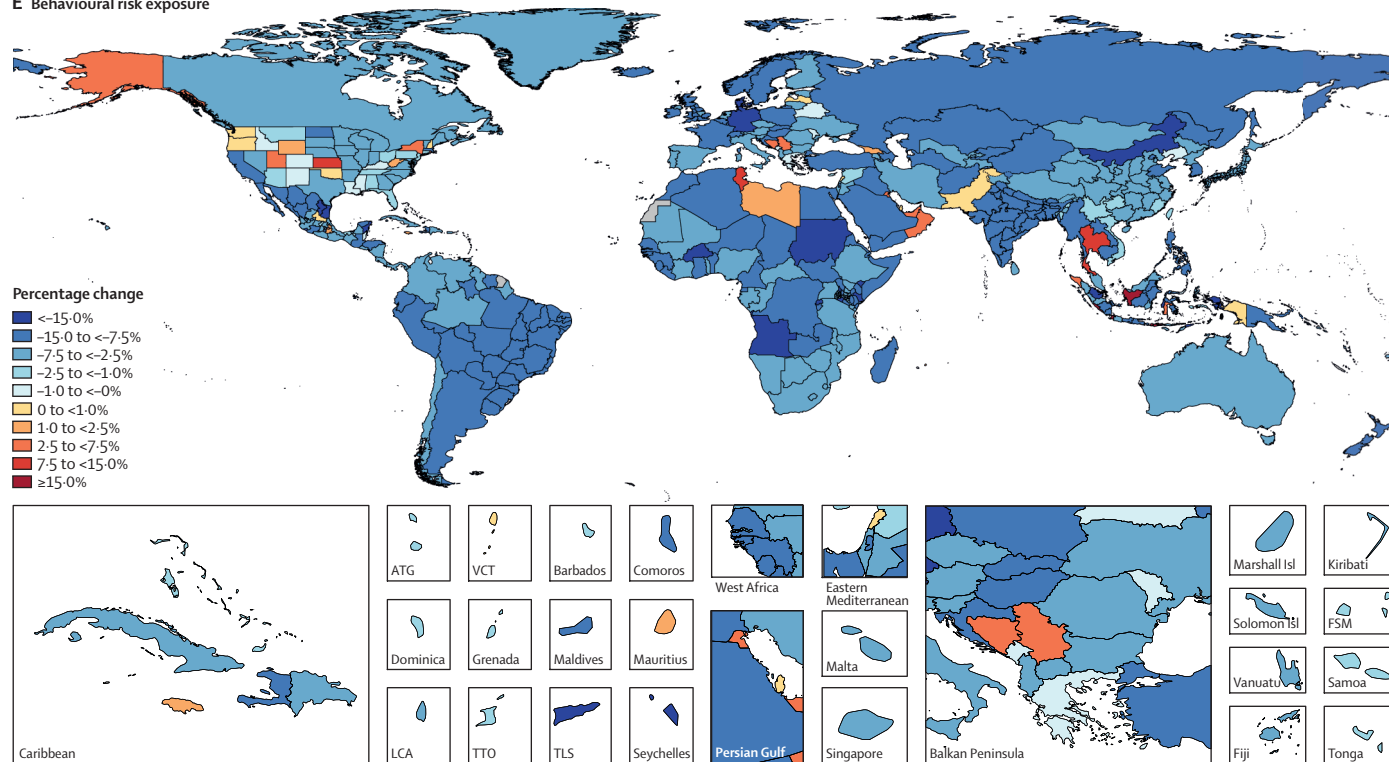 E Behavioural risk exposure
Percentage change
<–15·0%
–15·0 to <–7·5%
–7·5 to <–2·5%
–2·5 to <–1·0%
–1·0 to <–0%
0 to <1·0%
1·0 to <2·5%
2·5 to <7·5%
7·5 to <15·0%
≥15·0%
Caribbean
ATG
VCT
Barbados
Comoros
West Africa
Eastern
Mediterranean
Marshall Isl
Kiribati
Dominica
Grenada
Maldives
Mauritius
Malta
Solomon Isl
FSM
Vanuatu
Samoa
LCA
TTO
TLS
Seychelles
Persian Gulf
Singapore
Balkan Peninsula
Fiji
Tonga